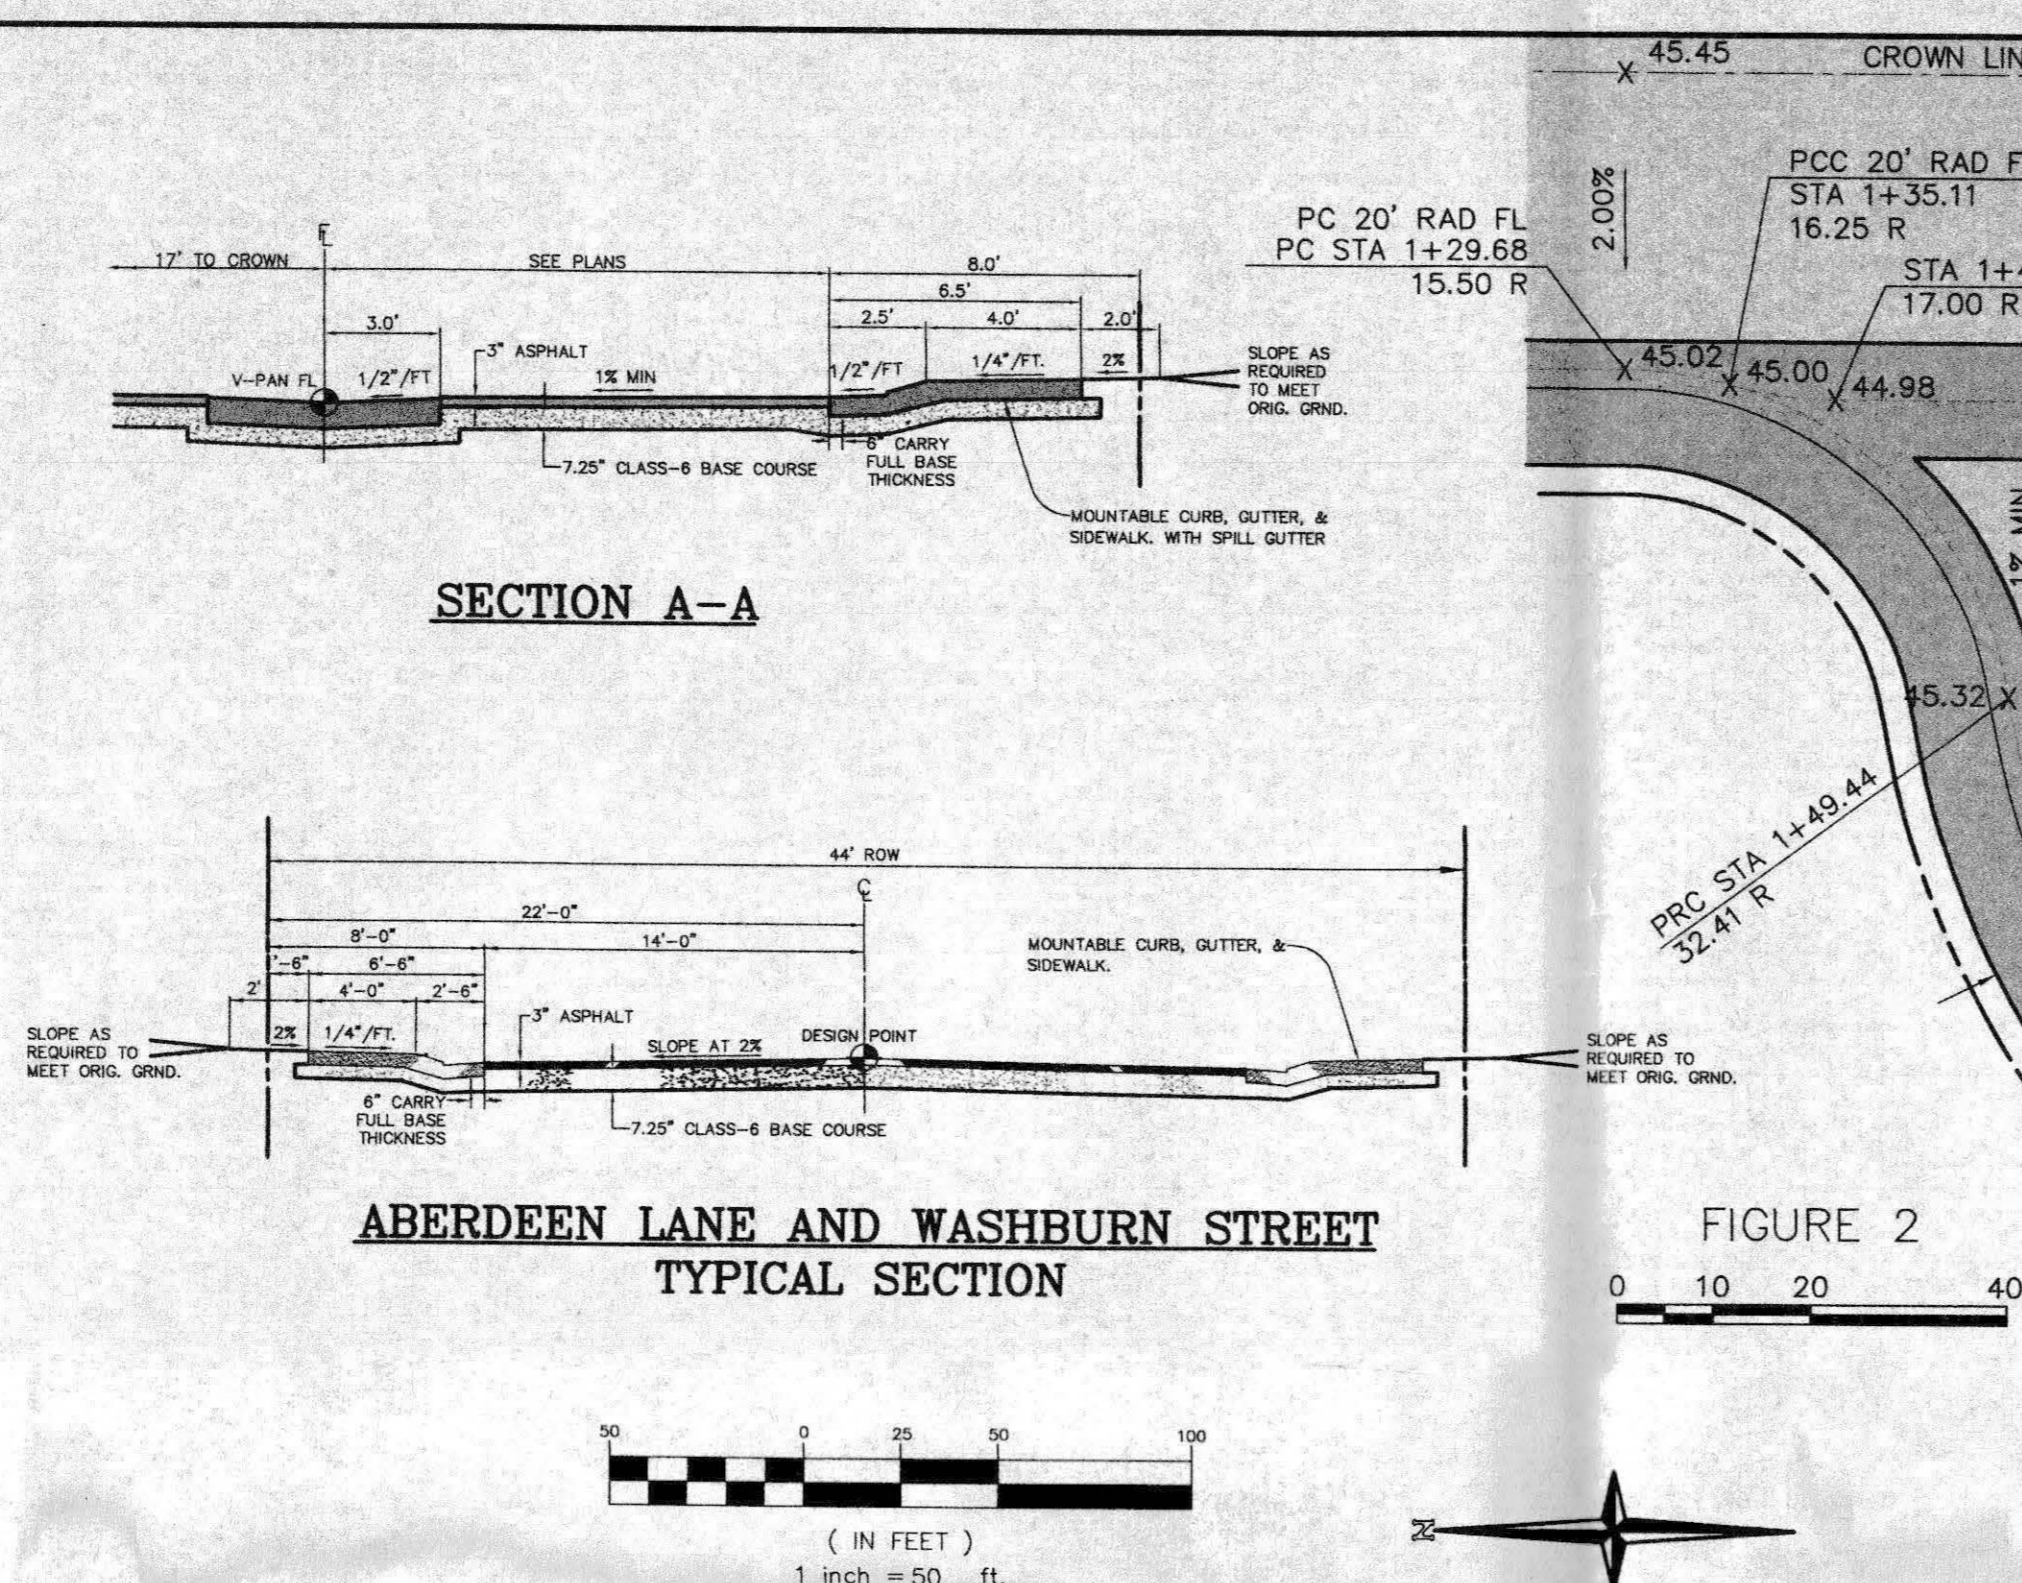 45.45
CROWN LIN
PCC 20' RAD F
STA 1+35.11
16.25 R
2.00%
PC 20' RAD FL
PC STA 1+29.68
15.50 R
STA 1+4
17.00 R
45.02
45.00
44.98
1% MIN
45.32
PRC STA 1+49.44
32.41 R
FL
17' TO CROWN
SEE PLANS
8.0'
6.5'
2.5'
4.0'
2.0'
3.0'
3" ASPHALT
V-PAN FL
1/2"/FT
1% MIN
1/2"/FT
1/4"/FT.
2%
SLOPE AS
REQUIRED
TO MEET
ORIG. GRND.
7.25" CLASS-6 BASE COURSE
6" CARRY
FULL BASE
THICKNESS
MOUNTABLE CURB, GUTTER, &
SIDEWALK. WITH SPILL GUTTER
SECTION A-A
44' ROW
CL
22'-0"
8'-0"
14'-0"
'-6"
6'-6"
2'
4'-0"
2'-6"
MOUNTABLE CURB, GUTTER, &
SIDEWALK.
3" ASPHALT
SLOPE AS
REQUIRED TO
MEET ORIG. GRND.
2%
1/4"/FT.
SLOPE AT 2%
DESIGN POINT
SLOPE AS
REQUIRED TO
MEET ORIG. GRND.
6" CARRY
FULL BASE
THICKNESS
7.25" CLASS-6 BASE COURSE
ABERDEEN LANE AND WASHBURN STREET
TYPICAL SECTION
FIGURE 2
0 10 20 40
50 0 25 50 100
( IN FEET )
1 inch = 50 ft.
N